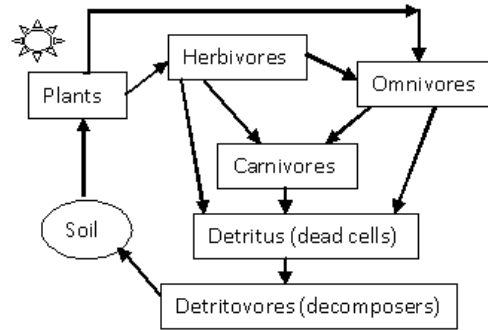 Herbivores
Plants
Omnivores
Carnivores
Soil
Detritus (dead cells)
Detritovores (decomposers)